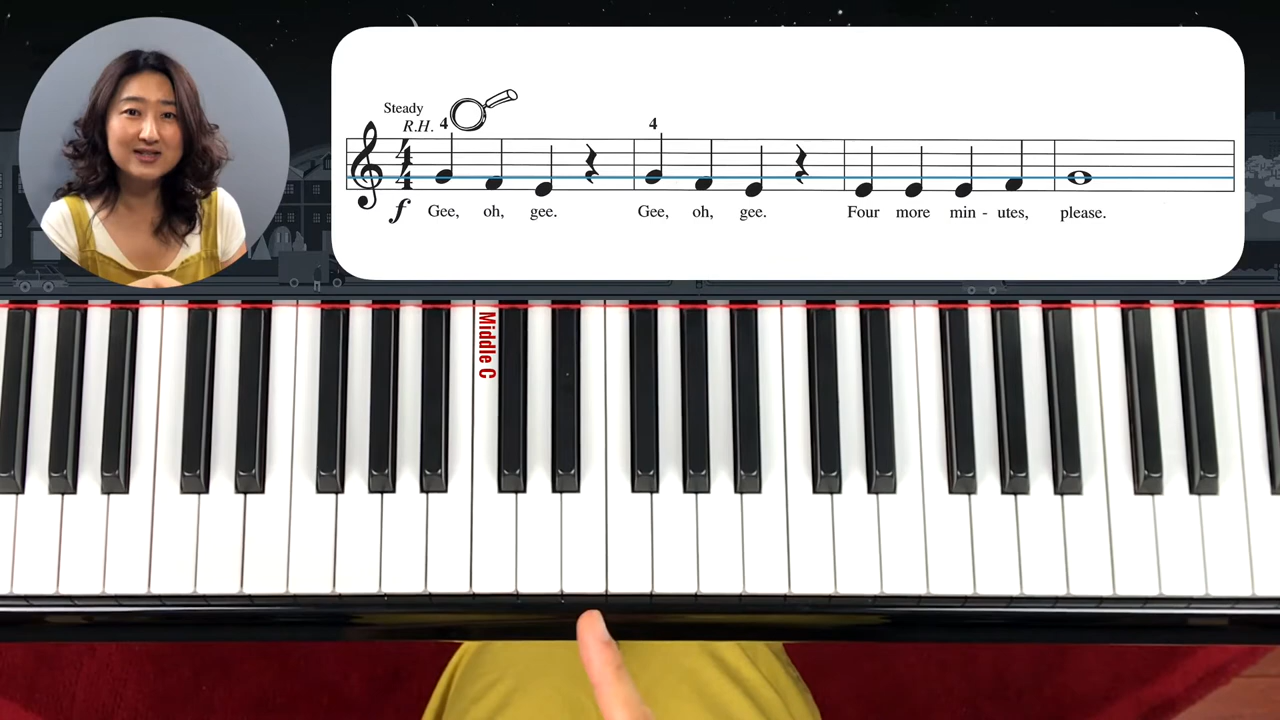 Steady
R.H. 4 4
4
4
f Gee, oh, gee. Gee, oh, gee. Four more min - utes, please.
Middle C